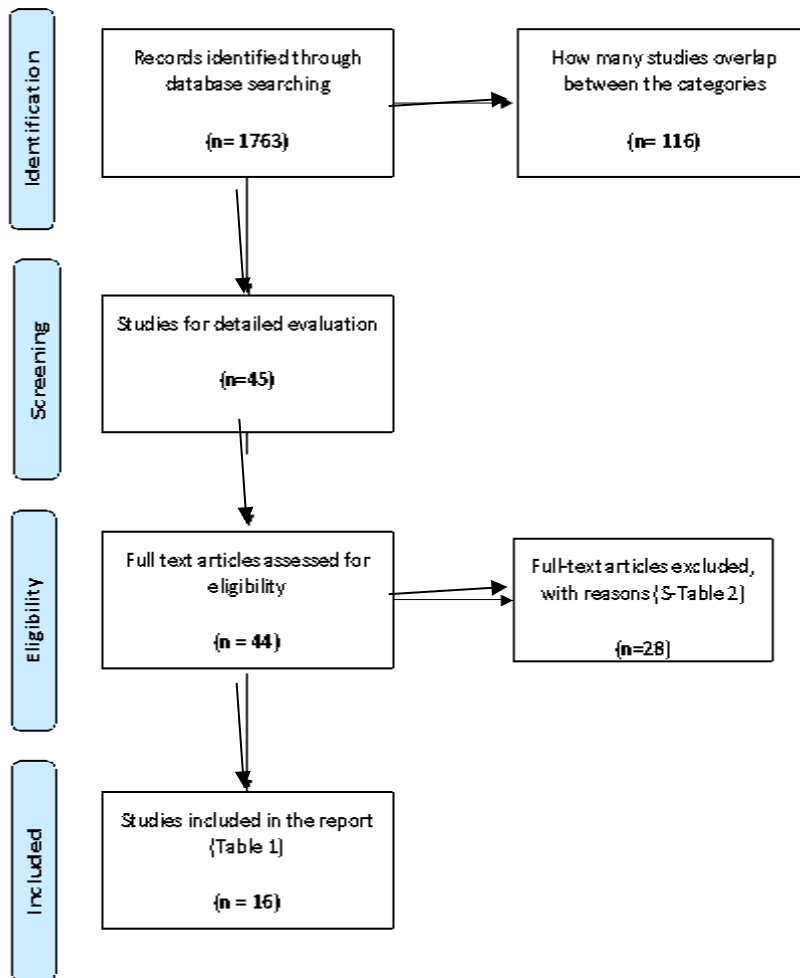 Identification
Records identified through
database searching
(n= 1763)
How many studies overlap
between the categories
(n= 116)
Screening
Studies for detailed evaluation
(n=45)
Eligibility
Full text articles assessed for
eligibility
(n = 44)
Full-text articles excluded,
with reasons (S-Table 2)
(n=28)
Included
Studies included in the report
(Table 1)
(n = 16)